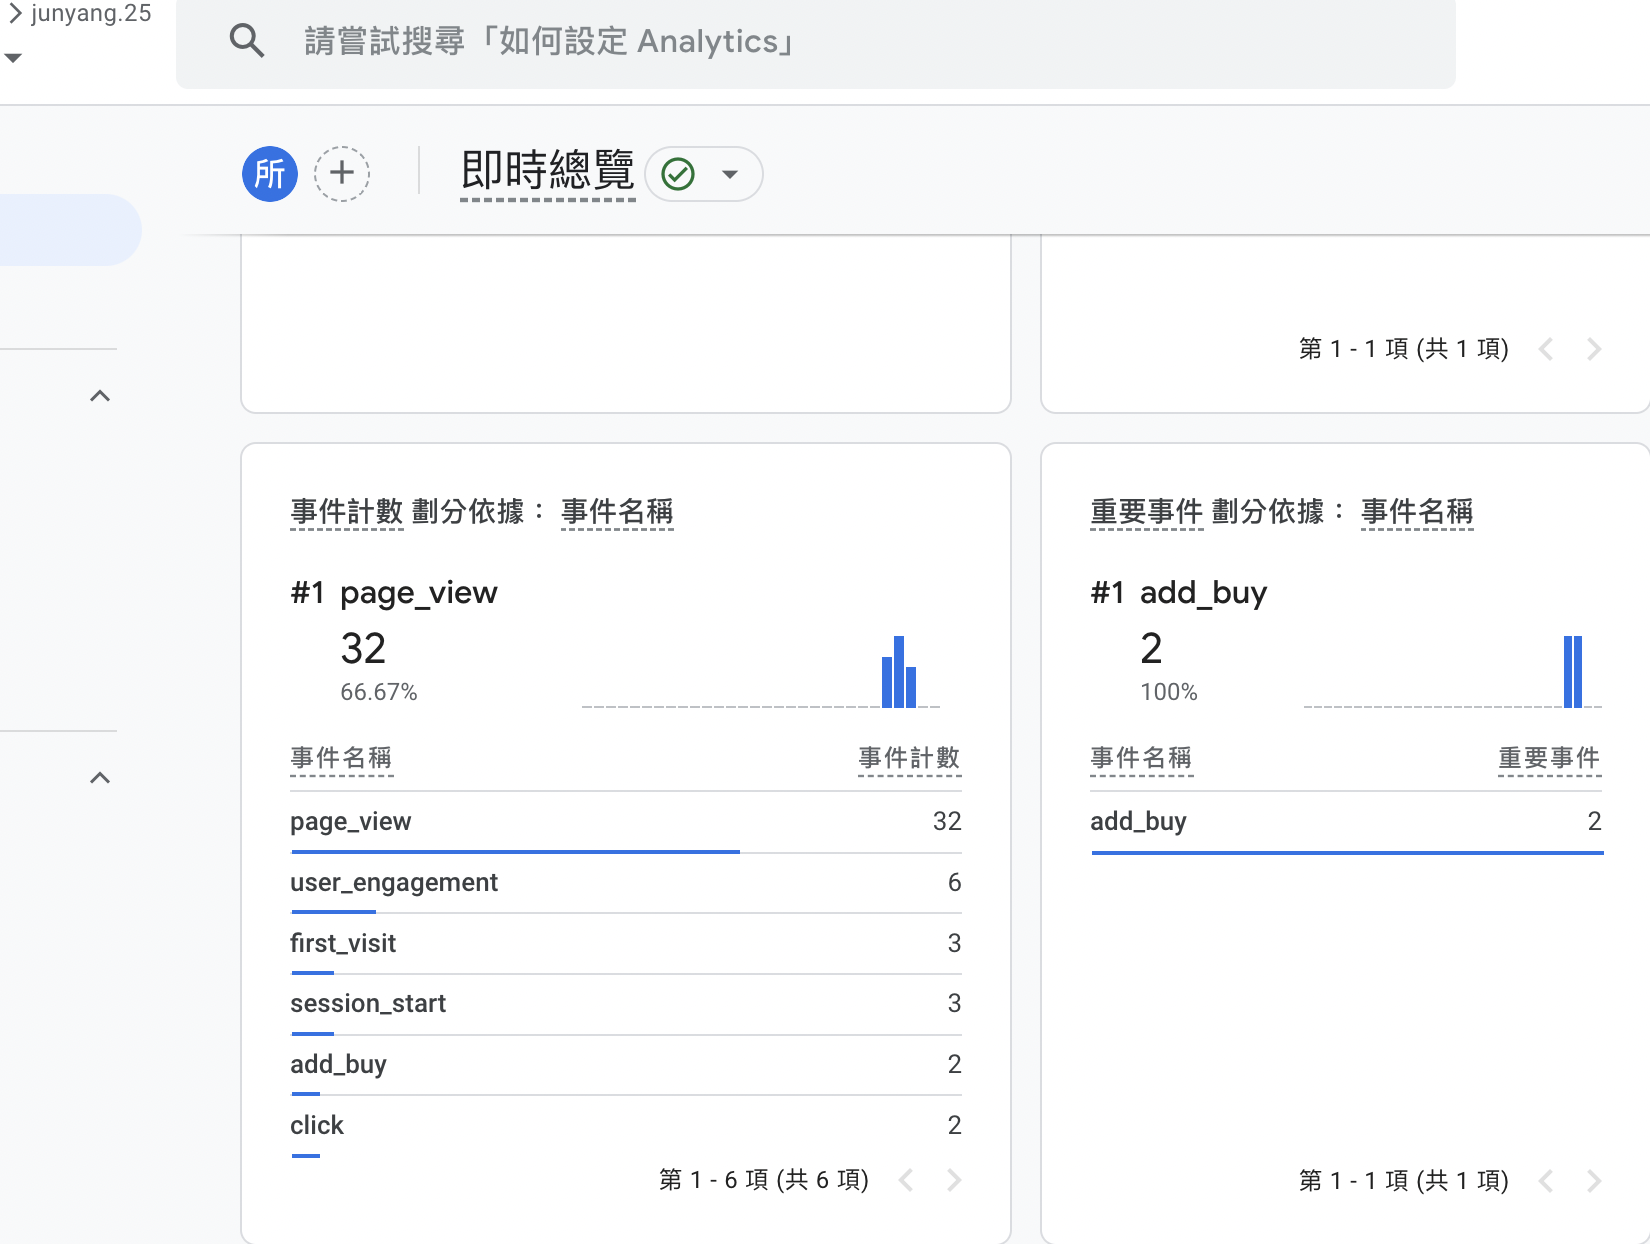 junyang.25
請嘗試搜尋「如何設定 Analytics」
所
即時總覽
第 1 - 1 項 (共 1 項)
事件計數 劃分依據： 事件名稱
#1 page_view
32
66.67%
事件名稱 事件計數
page_view 32
user_engagement 6
first_visit 3
session_start 3
add_buy 2
click 2
第 1 - 6 項 (共 6 項)
重要事件 劃分依據： 事件名稱
#1 add_buy
2
100%
事件名稱 重要事件
add_buy 2
第 1 - 1 項 (共 1 項)